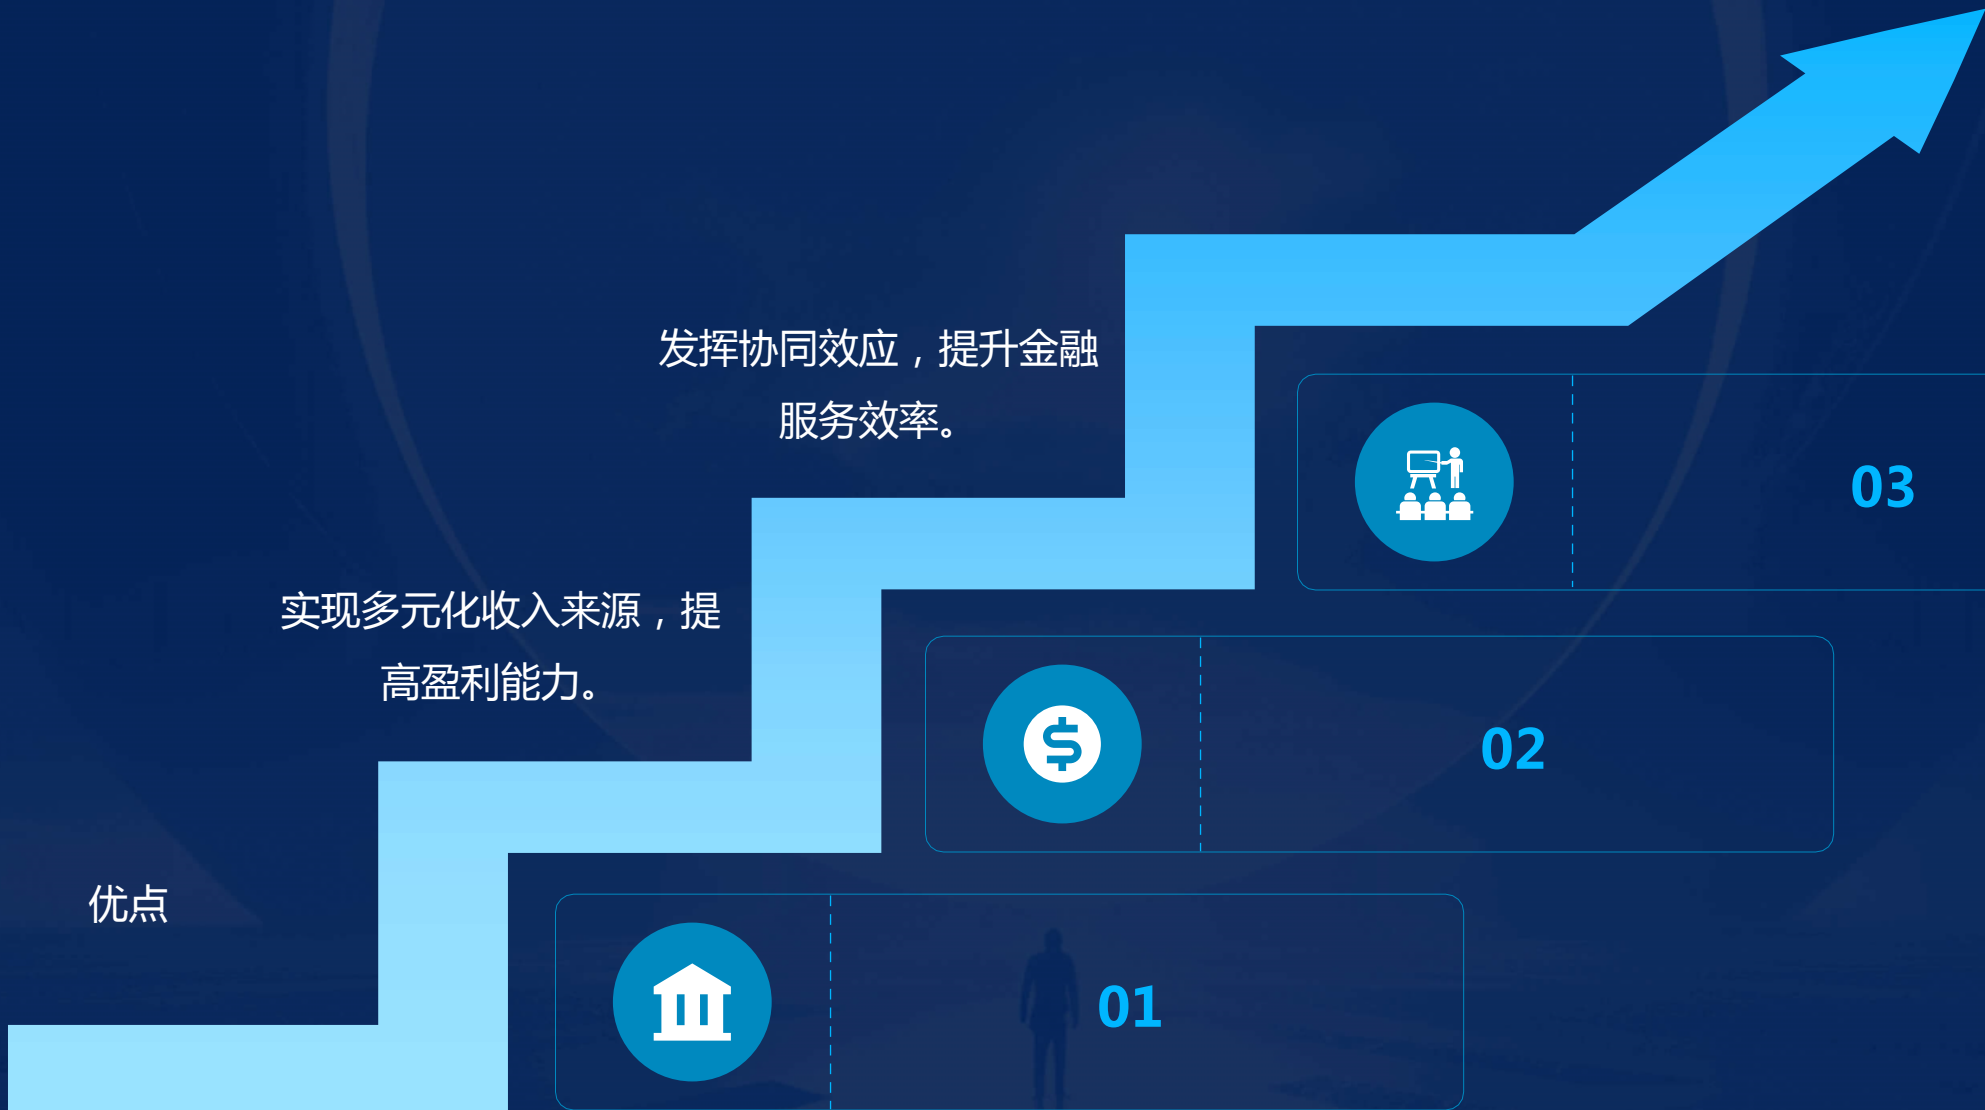 发挥协同效应，提升金融
服务效率。
03
实现多元化收入来源，提
高盈利能力。
02
优点
01